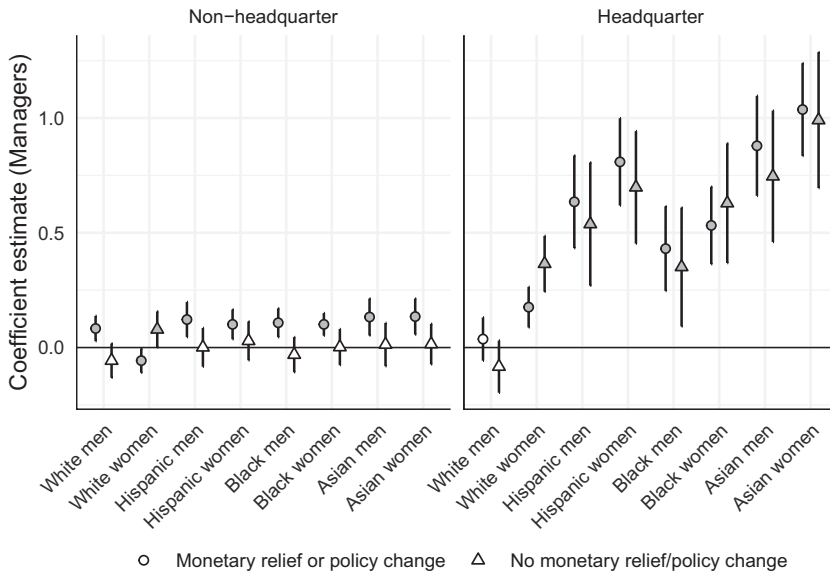 Non−headquarter
Headquarter
Coefficient estimate (Managers)
1.0
0.5
0.0
White men
White women
Hispanic men
Hispanic women
Black men
Black women
Asian men
Asian women
White men
White women
Hispanic men
Hispanic women
Black men
Black women
Asian men
Asian women
Monetary relief or policy change
No monetary relief/policy change